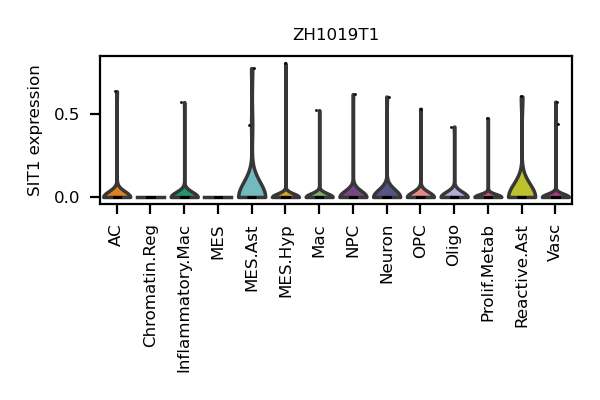 ZH1019T1
SIT1 expression
0.5
0.0
AC
Chromatin.Reg
Inflammatory.Mac
MES
MES.Ast
MES.Hyp
Mac
NPC
Neuron
OPC
Oligo
Prolif.Metab
Reactive.Ast
Vasc